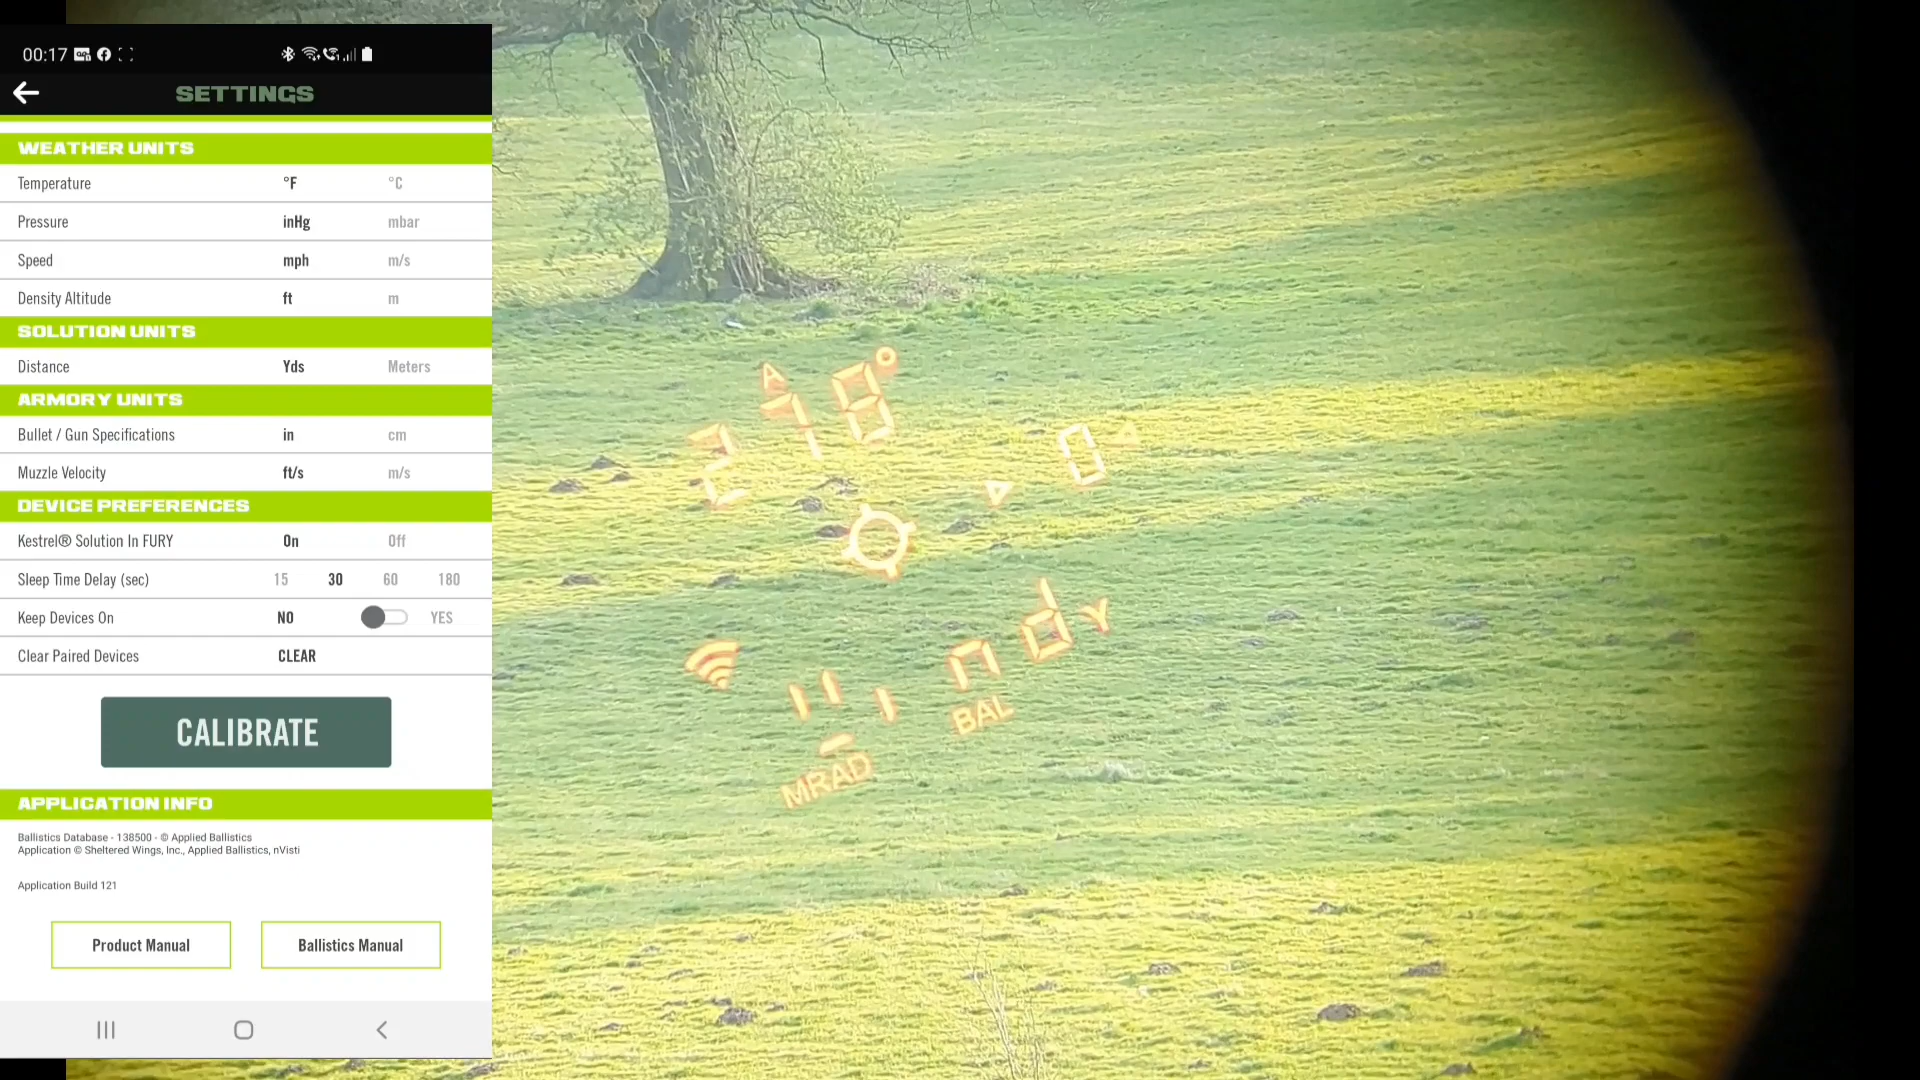 00:17
SETTINGS
WEATHER UNITS
Temperature °F °C
Pressure inHg mbar
Speed mph m/s
Density Altitude ft m
SOLUTION UNITS
Distance Yds Meters
ARMORY UNITS
Bullet / Gun Specifications in cm
Muzzle Velocity ft/s m/s
DEVICE PREFERENCES
Kestrel® Solution In FURY On Off
Sleep Time Delay (sec) 15 30 60 180
Keep Devices On NO YES
Clear Paired Devices CLEAR
CALIBRATE
APPLICATION INFO
Ballistics Database - 138500 - © Applied Ballistics
Application © Sheltered Wings, Inc., Applied Ballistics, nVisti
Application Build 121
Product Manual Ballistics Manual
A
0
nd Y
BAL
MRAD